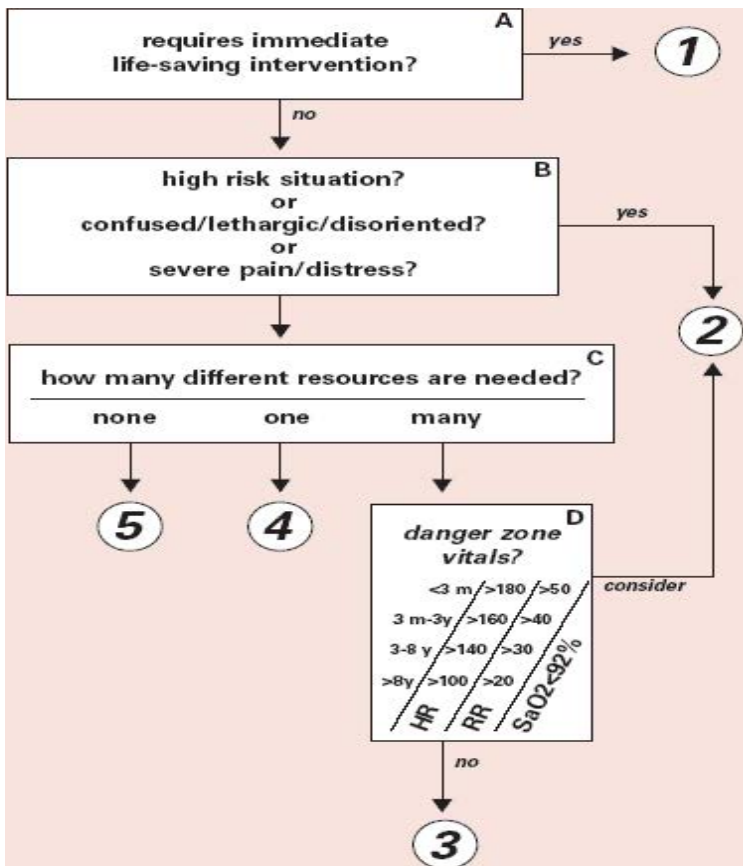 A
requires immediate
life-saving intervention?
yes
1
no
B
high risk situation?
or
confused/lethargic/disoriented?
or
severe pain/distress?
yes
2
C
how many different resources are needed?
none one many
5
4
D
danger zone
vitals?
<3 m >180 >50
3 m-3y >160 >40
3-8 y >140 >30
>8y >100 >20
HR RR SaO2<92%
consider
no
3